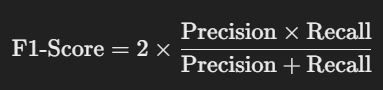 F1-Score = 2 × Precision × Recall / Precision + Recall